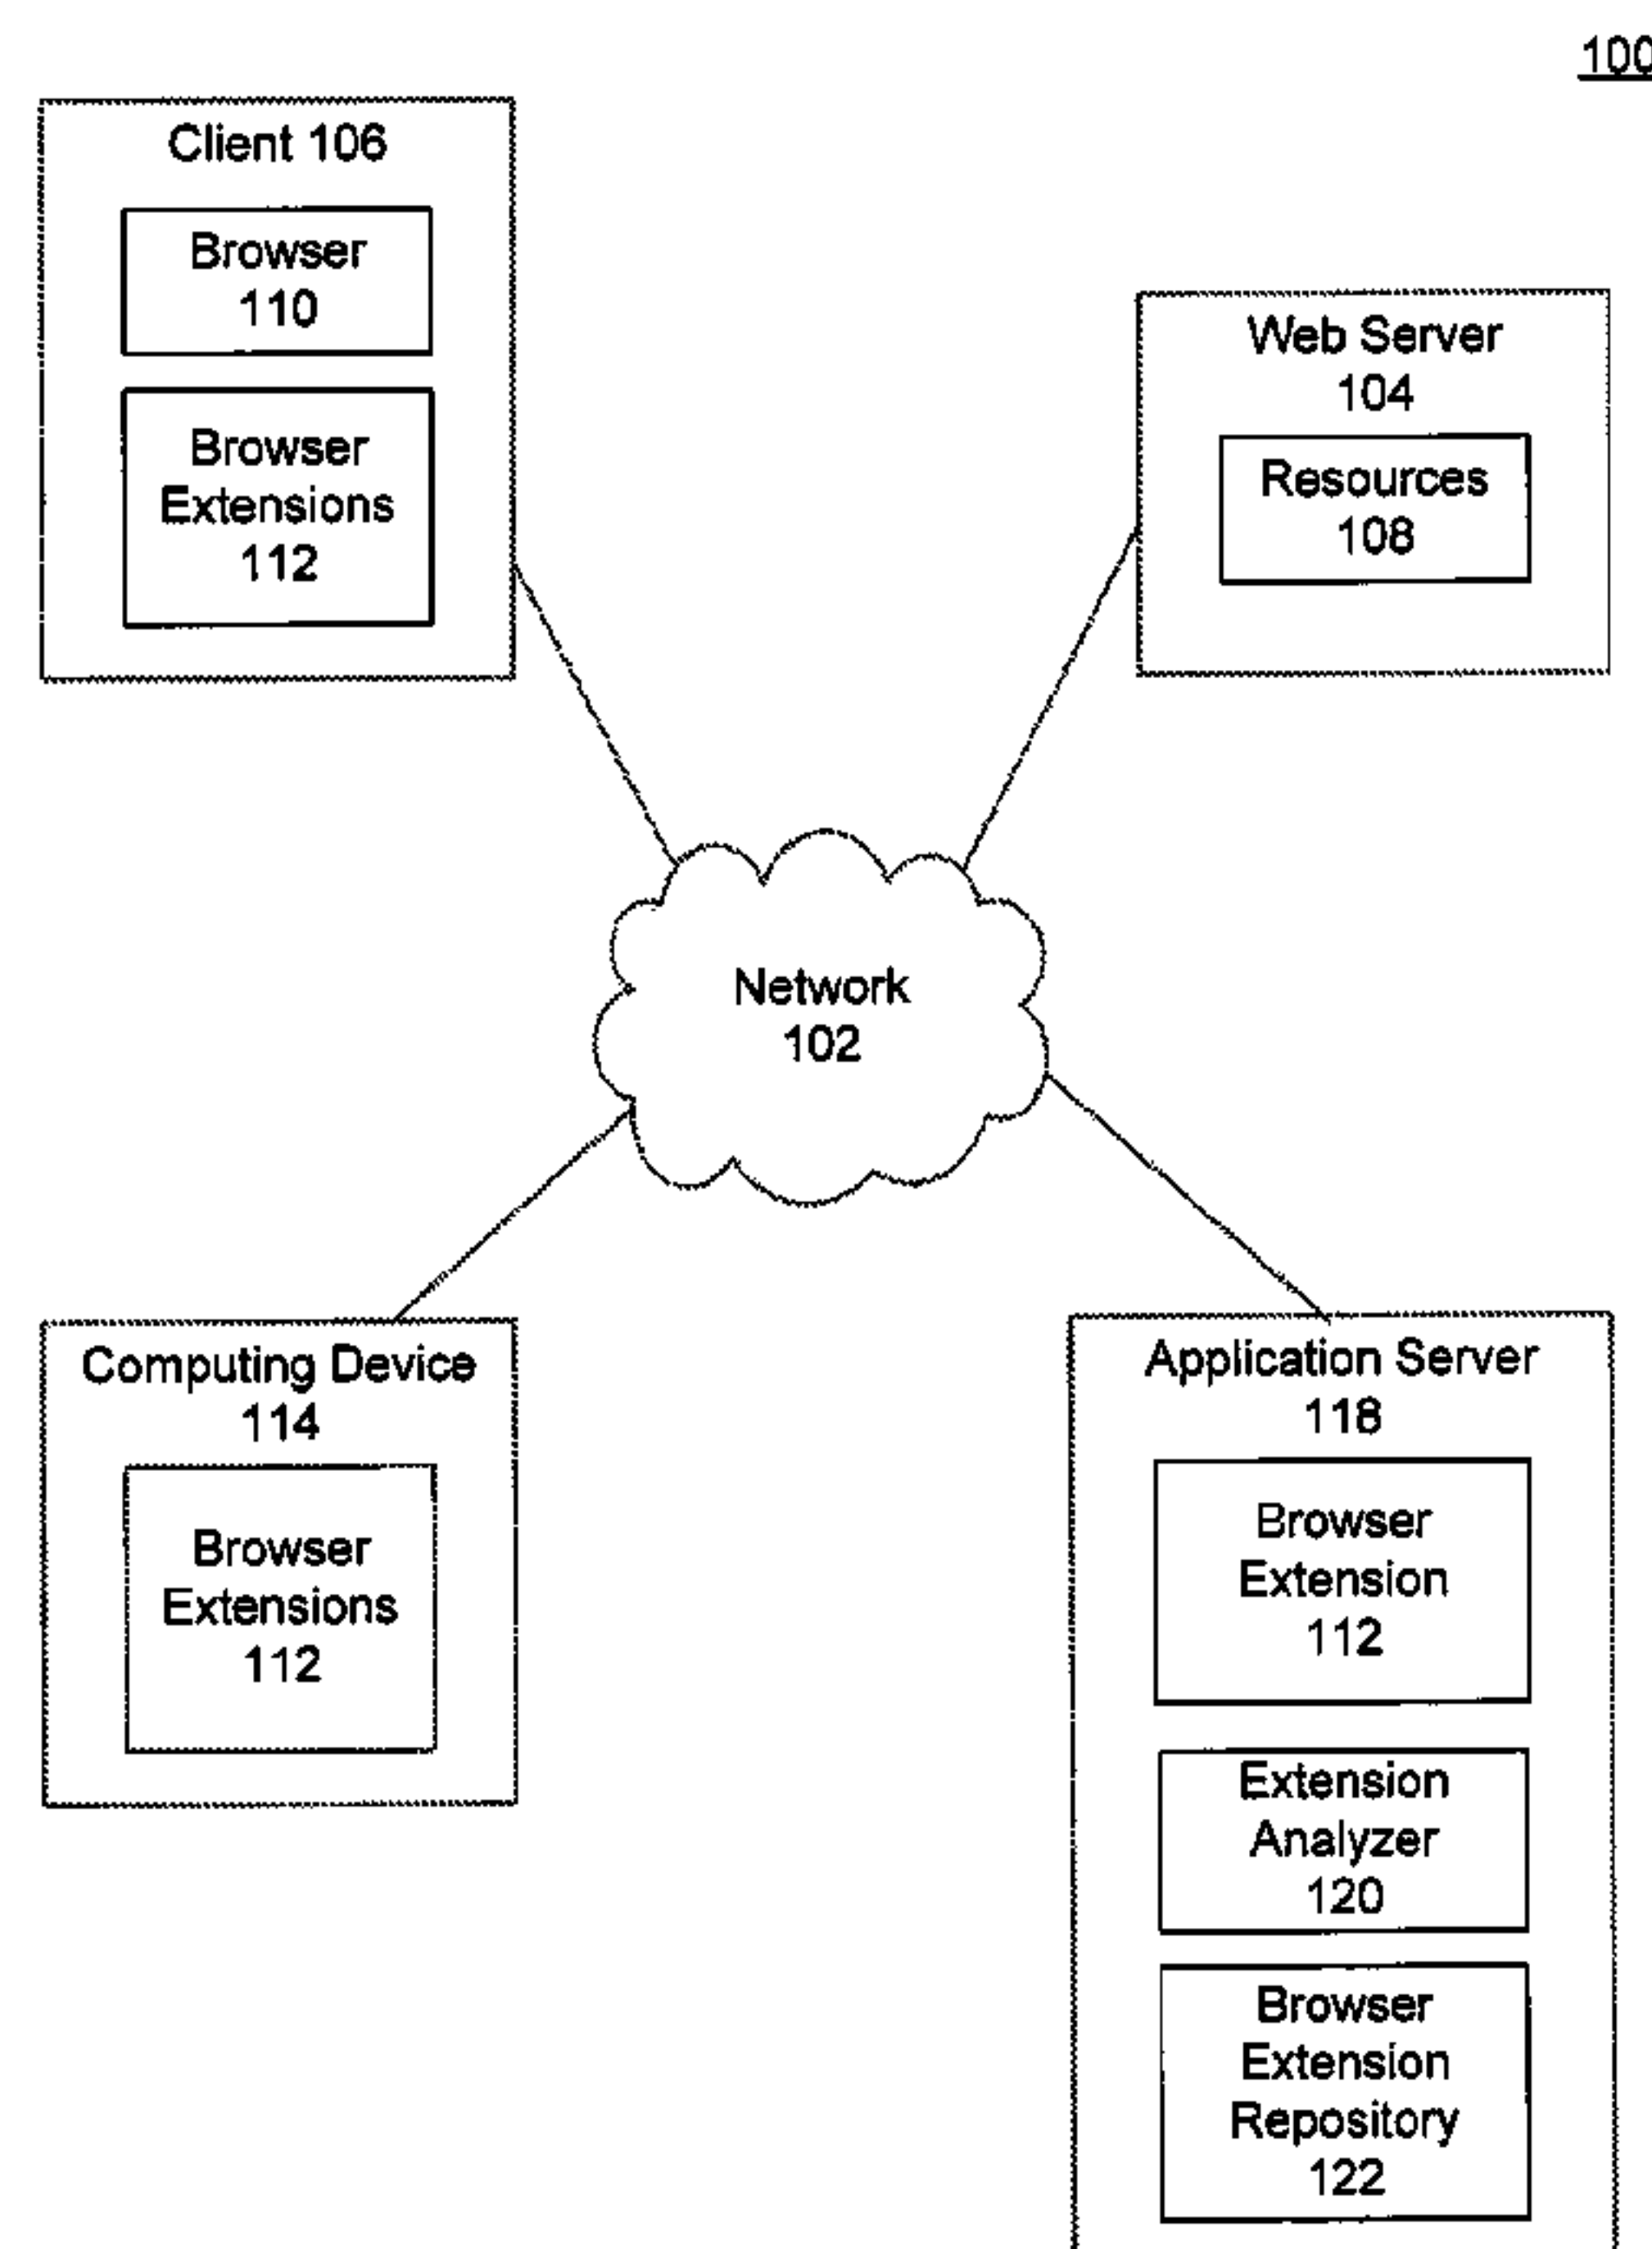 100
Client 106
Browser
110
Browser
Extensions
112
Web Server
104
Resources
108
Network
102
Computing Device
114
Browser
Extensions
112
Application Server
118
Browser
Extension
112
Extension
Analyzer
120
Browser
Extension
Repository
122